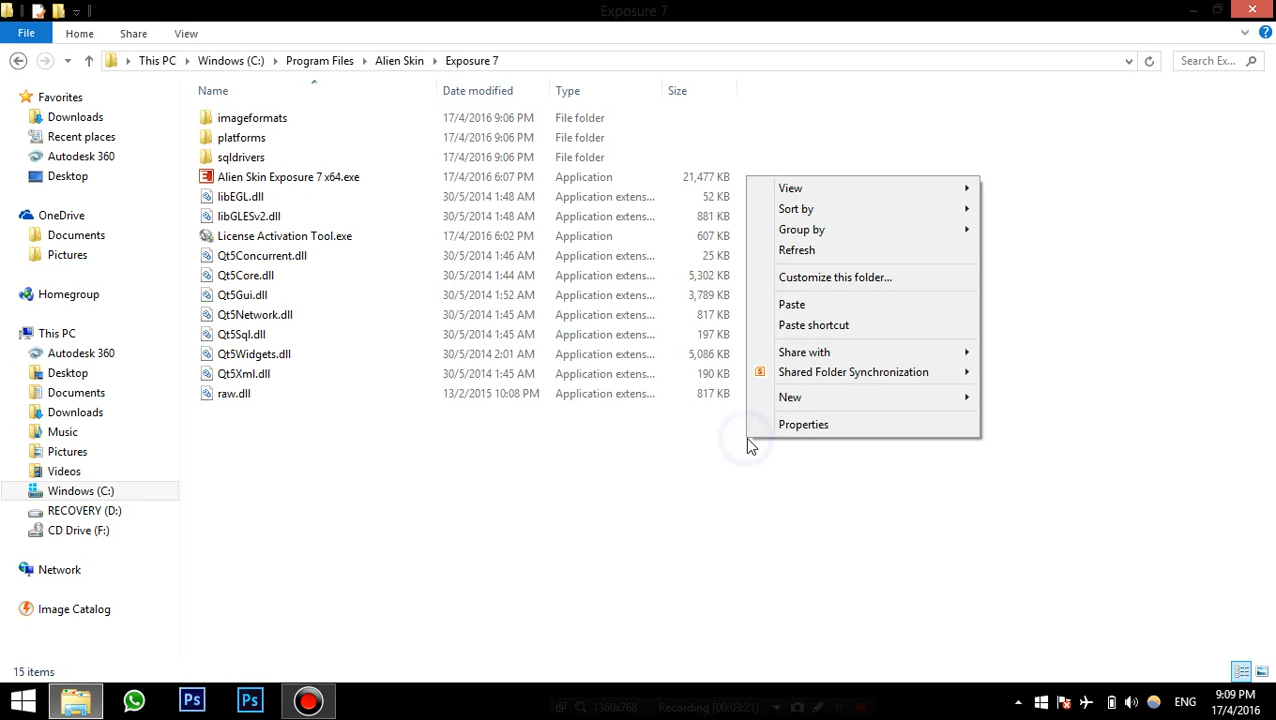 Exposure 7
File Home Share View
This PC Windows (C:) Program Files Alien Skin Exposure 7 Search Ex...
Name Date modified Type Size
Favorites
Downloads
Recent places
Autodesk 360
Desktop
OneDrive
Documents
Pictures
Homegroup
This PC
Autodesk 360
Desktop
Documents
Downloads
Music
Pictures
Videos
Windows (C:)
RECOVERY (D:)
CD Drive (F:)
Network
Image Catalog
imageformats 17/4/2016 9:06 PM File folder
platforms 17/4/2016 9:06 PM File folder
sqldrivers 17/4/2016 9:06 PM File folder
Alien Skin Exposure 7 x64.exe 17/4/2016 6:07 PM Application 21,477 KB
libEGL.dll 30/5/2014 1:48 AM Application extens... 52 KB
libGLESv2.dll 30/5/2014 1:48 AM Application extens... 881 KB
License Activation Tool.exe 17/4/2016 6:02 PM Application 607 KB
Qt5Concurrent.dll 30/5/2014 1:46 AM Application extens... 25 KB
Qt5Core.dll 30/5/2014 1:44 AM Application extens... 5,302 KB
Qt5Gui.dll 30/5/2014 1:52 AM Application extens... 3,789 KB
Qt5Network.dll 30/5/2014 1:45 AM Application extens... 817 KB
Qt5Sql.dll 30/5/2014 1:45 AM Application extens... 197 KB
Qt5Widgets.dll 30/5/2014 2:01 AM Application extens... 5,086 KB
Qt5Xml.dll 30/5/2014 1:45 AM Application extens... 190 KB
raw.dll 13/2/2015 10:08 PM Application extens... 817 KB
View
Sort by
Group by
Refresh
Customize this folder...
Paste
Paste shortcut
Share with
S Shared Folder Synchronization
New
Properties
15 items
Ps Ps 1360x768 Recording [00:03:21] ENG 9:09 PM
17/4/2016